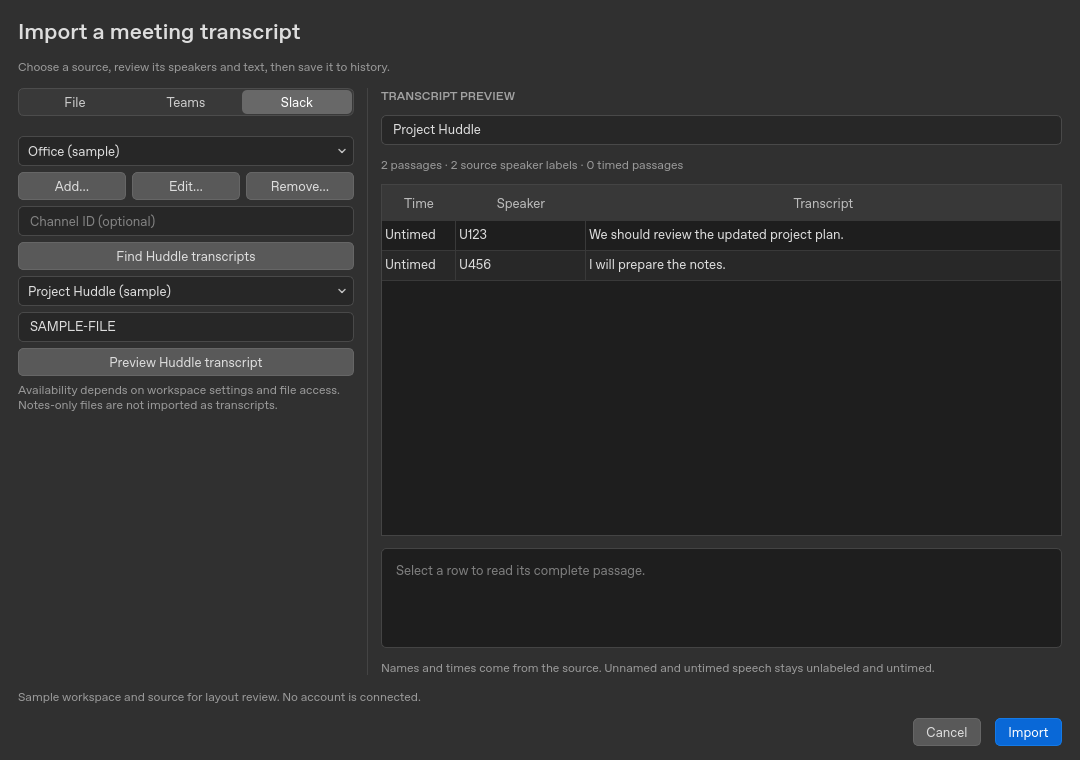 Import a meeting transcript
Choose a source, review its speakers and text, then save it to history.
File
Teams
Slack
Office (sample)
Add...
Edit...
Remove...
Channel ID (optional)
Find Huddle transcripts
Project Huddle (sample)
SAMPLE-FILE
Preview Huddle transcript
Availability depends on workspace settings and file access.
Notes-only files are not imported as transcripts.
TRANSCRIPT PREVIEW
Project Huddle
2 passages · 2 source speaker labels · 0 timed passages
Time Speaker Transcript
Untimed U123 We should review the updated project plan.
Untimed U456 I will prepare the notes.
Select a row to read its complete passage.
Names and times come from the source. Unnamed and untimed speech stays unlabeled and untimed.
Sample workspace and source for layout review. No account is connected.
Cancel
Import